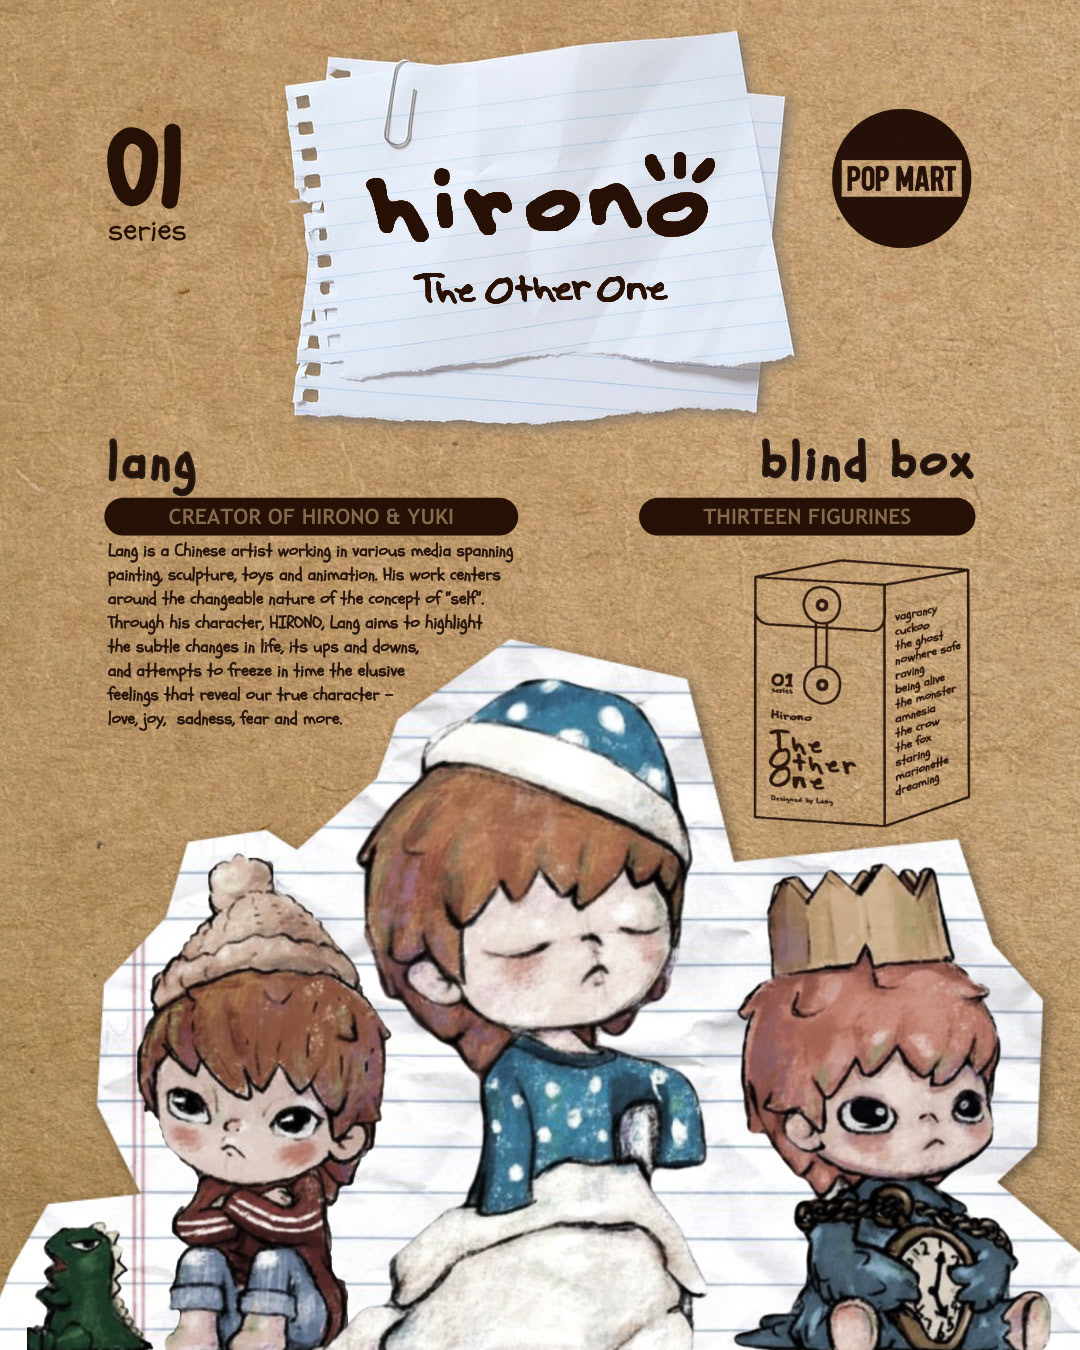 01
series
hirono
The Other One
POP MART
lang
CREATOR OF HIRONO & YUKI
Lang is a Chinese artist working in various media spanning
painting, sculpture, toys and animation. His work centers
around the changeable nature of the concept of "self".
Through his character, HIRONO, Lang aims to highlight
the subtle changes in life, its ups and downs,
and attempts to freeze in time the elusive
feelings that reveal our true character –
love, joy, sadness, fear and more.
blind box
THIRTEEN FIGURINES
01
series
Hirono
The
Other
One
Designed by Lang
vagrancy
cuckoo
the ghost
nowhere safe
raving
being alive
the monster
amnesia
the crow
the fox
staring
marionette
dreaming